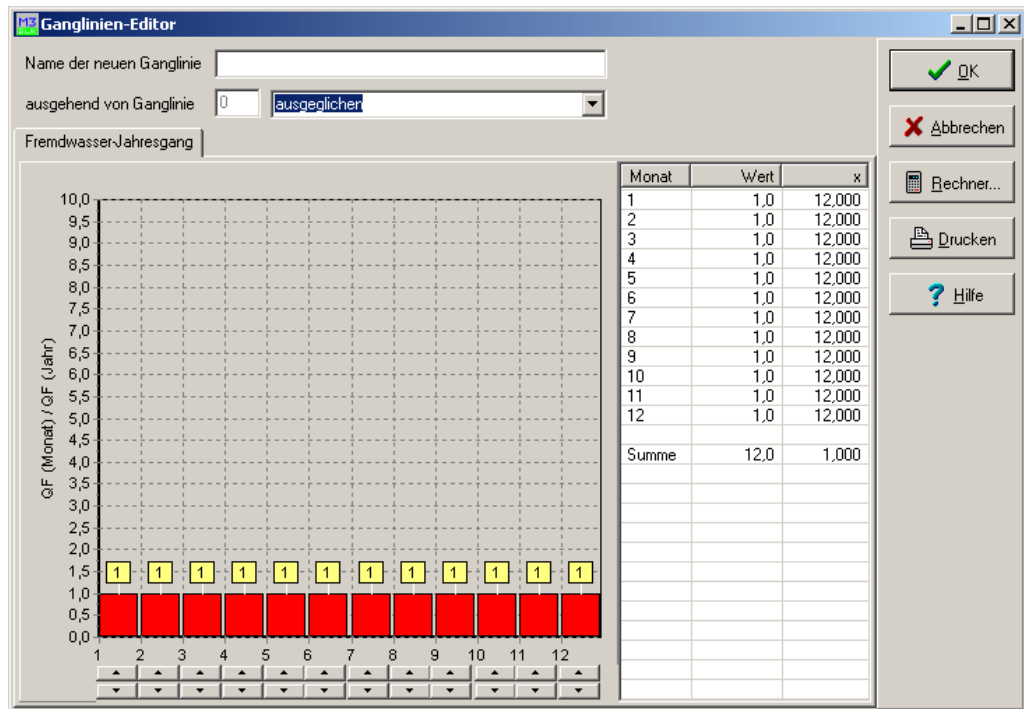 M3 Ganglinien-Editor
Name der neuen Ganglinie
ausgehend von Ganglinie 0 ausgeglichen
Fremdwasser-Jahresgang
QF (Monat) / QF (Jahr)
10,0
9,5
9,0
8,5
8,0
7,5
7,0
6,5
6,0
5,5
5,0
4,5
4,0
3,5
3,0
2,5
2,0
1,5
1,0
0,5
0,0
1 1 1 1 1 1 1 1 1 1 1 1
1 2 3 4 5 6 7 8 9 10 11 12
Monat Wert x
1 1,0 12,000
2 1,0 12,000
3 1,0 12,000
4 1,0 12,000
5 1,0 12,000
6 1,0 12,000
7 1,0 12,000
8 1,0 12,000
9 1,0 12,000
10 1,0 12,000
11 1,0 12,000
12 1,0 12,000
Summe 12,0 1,000
OK
Abbrechen
Rechner...
Drucken
? Hilfe